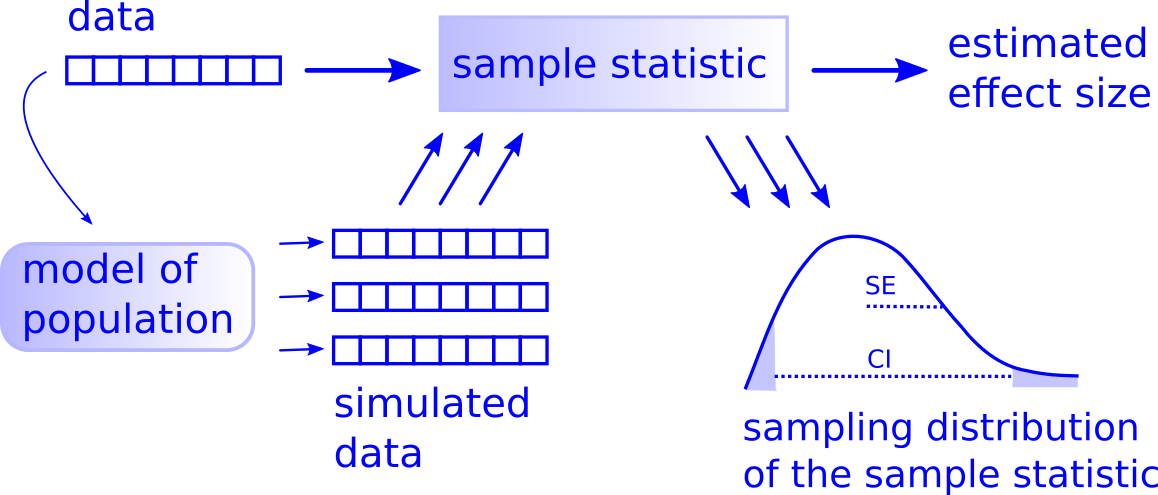 data
sample statistic
estimated
effect size
model of
population
simulated
data
SE
CI
sampling distribution
of the sample statistic